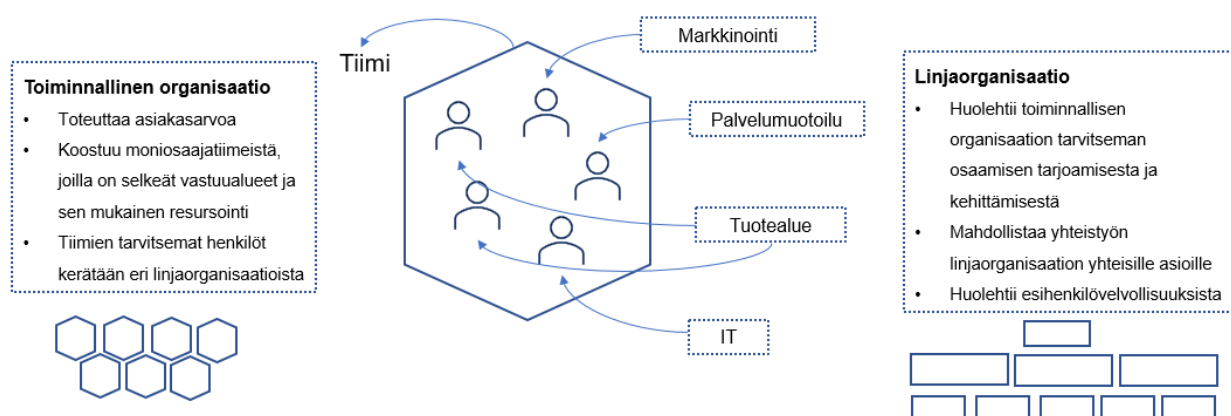 Toiminnallinen organisaatio
• Toteuttaa asiakasarvoa
• Koostuu moniosaajatiimeistä,
joilla on selkeät vastuualueet ja
sen mukainen resursointi
• Tiimien tarvitsemat henkilöt
kerätään eri linjaorganisaatioista
Tiimi
Markkinointi
Palvelumuotoilu
Tuotealue
IT
Linjaorganisaatio
• Huolehtii toiminnallisen
organisaation tarvitseman
osaamisen tarjoamisesta ja
kehittämisestä
• Mahdollistaa yhteistyön
linjaorganisaation yhteisille asioille
• Huolehtii esihenkilövelvollisuuksista